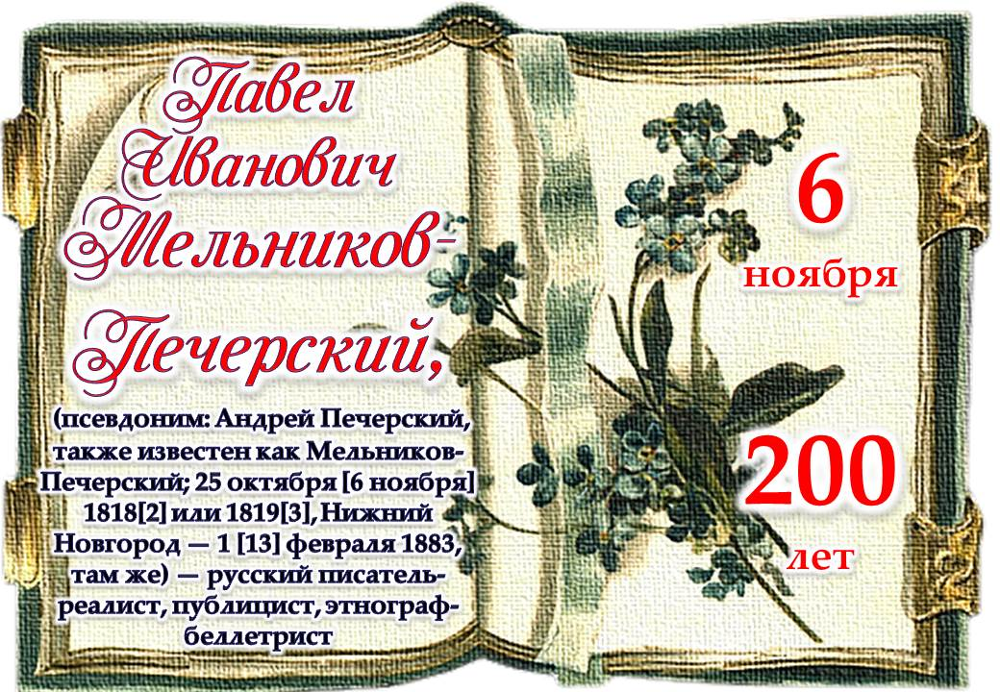 Павел
Иванович
Мельников-
Печерский,
(псевдоним: Андрей Печерский,
также известен как Мельников-
Печерский; 25 октября [6 ноября]
1818[2] или 1819[3], Нижний
Новгород — 1 [13] февраля 1883,
там же) — русский писатель-
реалист, публицист, этнограф-
беллетрист
6
ноября
200
лет